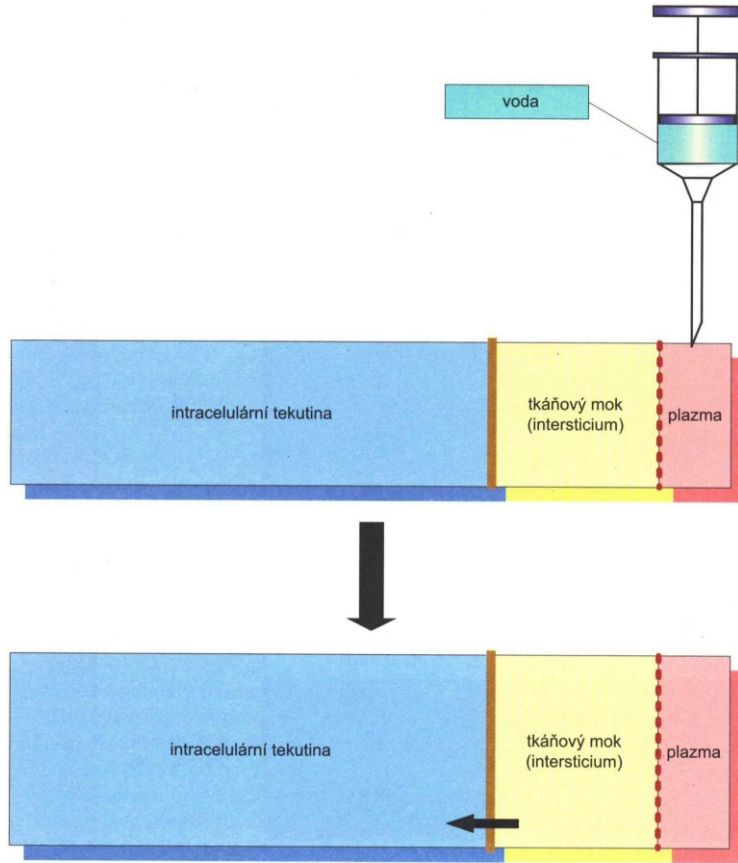 voda
intracelulární tekutina
tkáňový mok
(intersticium)
plazma
intracelulární tekutina
tkáňový mok
(intersticium)
plazma